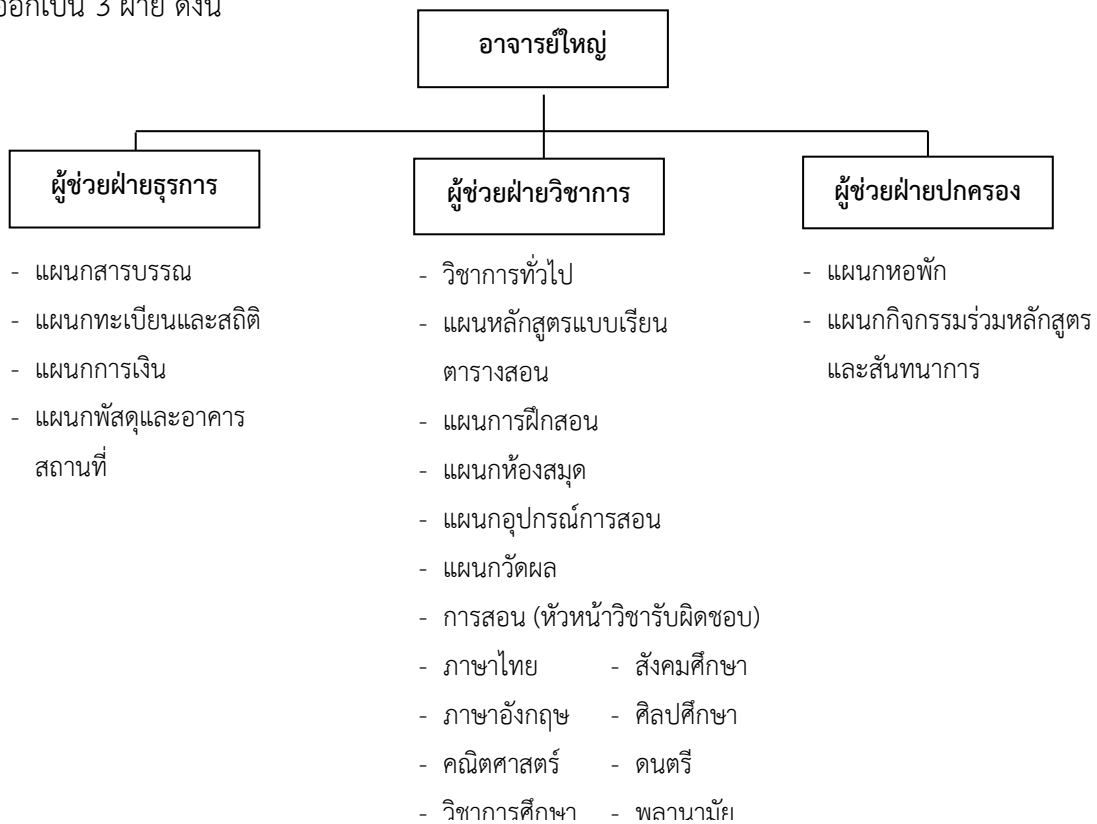 ออกเป็น 3 ฝ่าย ดังนี้
อาจารย์ใหญ่
ผู้ช่วยฝ่ายธุรการ
- แผนกสารบรรณ
- แผนกทะเบียนและสถิติ
- แผนกการเงิน
- แผนกพัสดุและอาคาร
สถานที่
ผู้ช่วยฝ่ายวิชาการ
- วิชาการทั่วไป
- แผนหลักสูตรแบบเรียน
ตารางสอน
- แผนการฝึกสอน
- แผนกห้องสมุด
- แผนกอุปกรณ์การสอน
- แผนกวัดผล
- การสอน (หัวหน้าวิชารับผิดชอบ)
- ภาษาไทย - สังคมศึกษา
- ภาษาอังกฤษ - ศิลปศึกษา
- คณิตศาสตร์ - ดนตรี
- วิชาการศึกษา - พลานามัย
ผู้ช่วยฝ่ายปกครอง
- แผนกหอพัก
- แผนกกิจกรรมร่วมหลักสูตร
และสันทนาการ